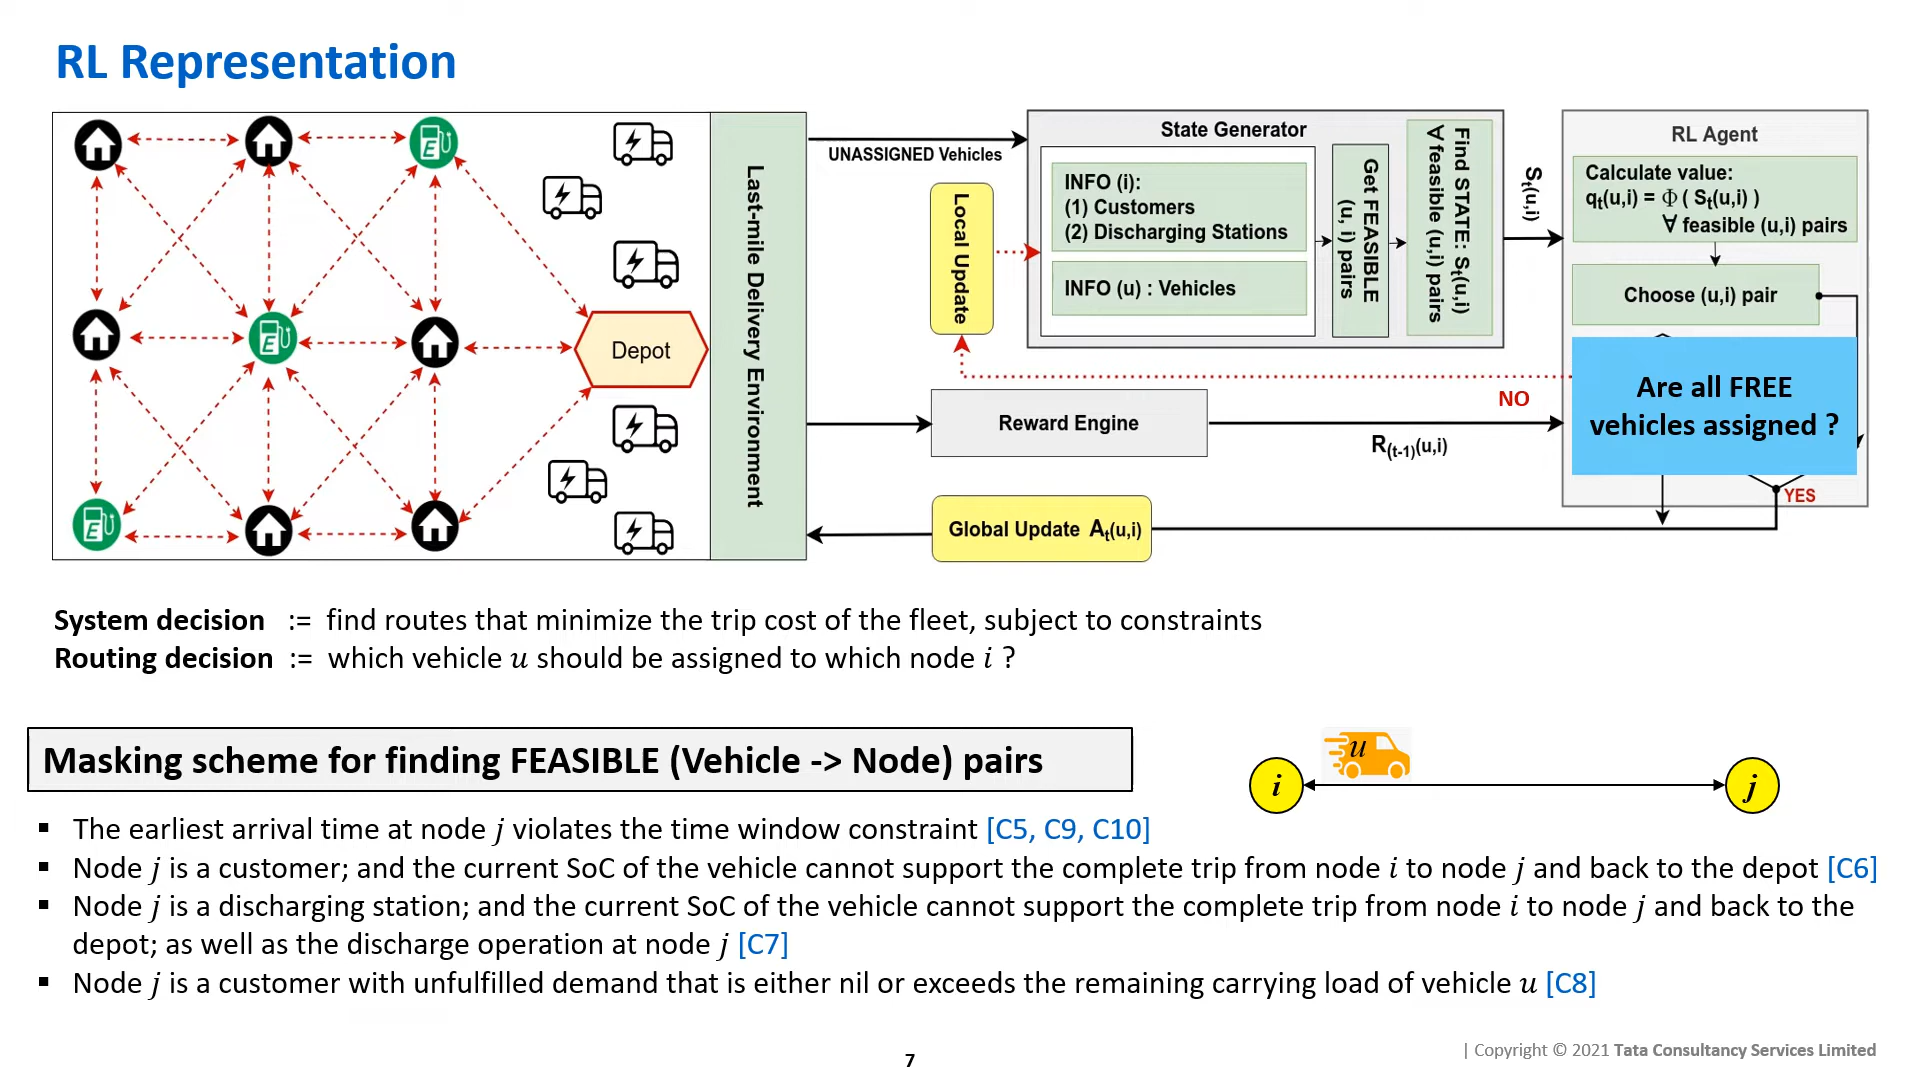 RL Representation
Depot
Last-mile Delivery Environment
UNASSIGNED Vehicles
Local Update
State Generator
INFO (i):
(1) Customers
(2) Discharging Stations
INFO (u) : Vehicles
Get FEASIBLE
(u, i) pairs
Find STATE: Sₜ(u,i)
∀ feasible (u,i) pairs
Sₜ(u,i)
RL Agent
Calculate value:
qₜ(u,i) = Φ ( Sₜ(u,i) )
∀ feasible (u,i) pairs
Choose (u,i) pair
Are all FREE
vehicles assigned ?
NO
YES
Reward Engine
R₍ₜ₋₁₎(u,i)
Global Update Aₜ(u,i)
System decision := find routes that minimize the trip cost of the fleet, subject to constraints
Routing decision := which vehicle u should be assigned to which node i ?
Masking scheme for finding FEASIBLE (Vehicle -> Node) pairs
i
u
j
▪ The earliest arrival time at node j violates the time window constraint [C5, C9, C10]
▪ Node j is a customer; and the current SoC of the vehicle cannot support the complete trip from node i to node j and back to the depot [C6]
▪ Node j is a discharging station; and the current SoC of the vehicle cannot support the complete trip from node i to node j and back to the
depot; as well as the discharge operation at node j [C7]
▪ Node j is a customer with unfulfilled demand that is either nil or exceeds the remaining carrying load of vehicle u [C8]
7
| Copyright © 2021 Tata Consultancy Services Limited